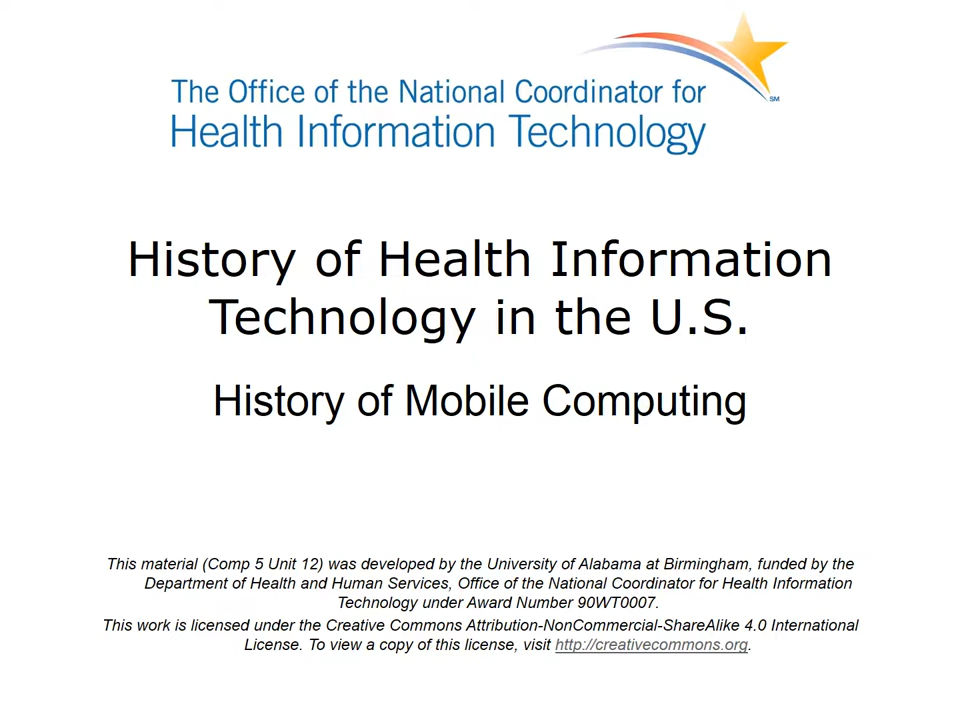 The Office of the National Coordinator for
Health Information Technology
SM
History of Health Information
Technology in the U.S.
History of Mobile Computing
This material (Comp 5 Unit 12) was developed by the University of Alabama at Birmingham, funded by the
Department of Health and Human Services, Office of the National Coordinator for Health Information
Technology under Award Number 90WT0007.
This work is licensed under the Creative Commons Attribution-NonCommercial-ShareAlike 4.0 International
License. To view a copy of this license, visit http://creativecommons.org.